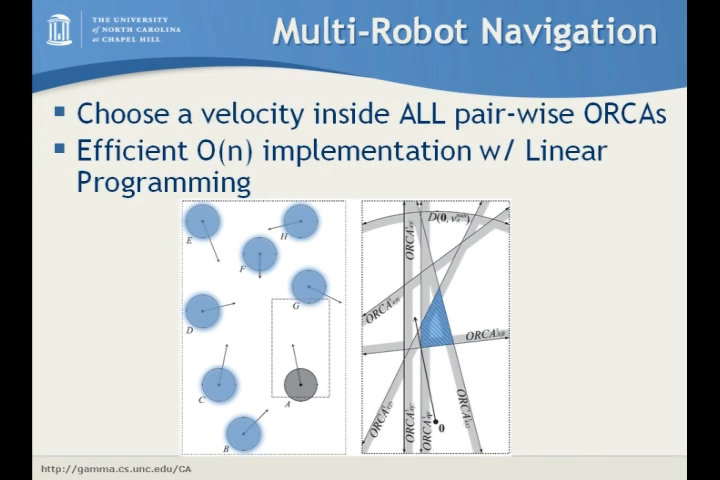 THE UNIVERSITY
of NORTH CAROLINA
at CHAPEL HILL
Multi-Robot Navigation
▪ Choose a velocity inside ALL pair-wise ORCAs
▪ Efficient O(n) implementation w/ Linear
Programming
E
H
F
G
D
C
A
B
ORCA
ORCA
ORCA
ORCA
ORCA
ORCA
ORCA
0
http://gamma.cs.unc.edu/CA